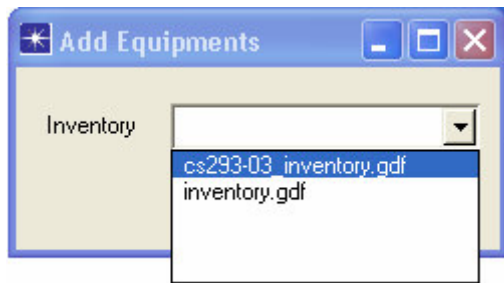 Add Equipments
Inventory
cs293-03_inventory.gdf
inventory.gdf